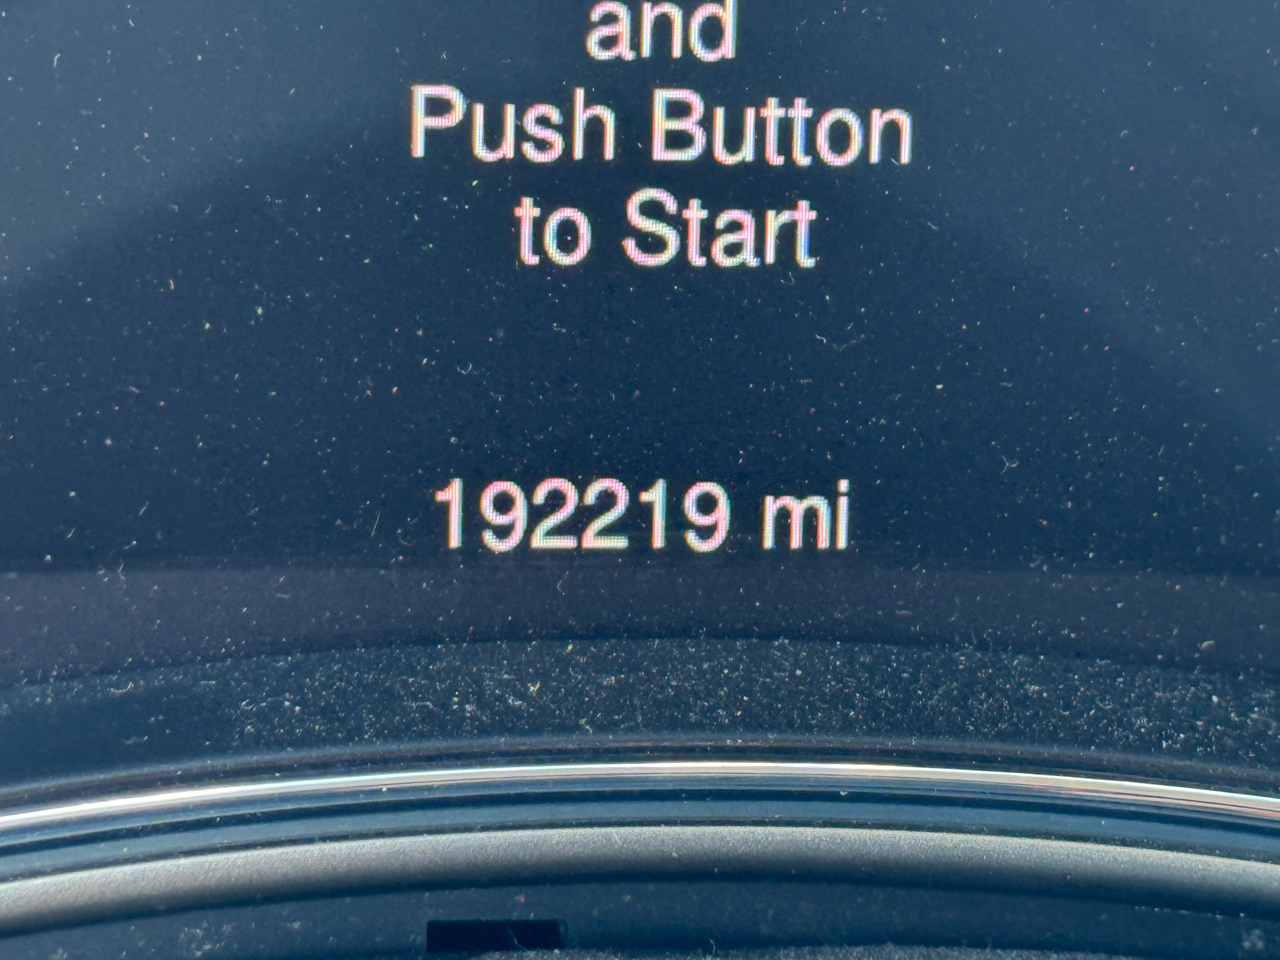 and
Push Button
to Start
192219 mi